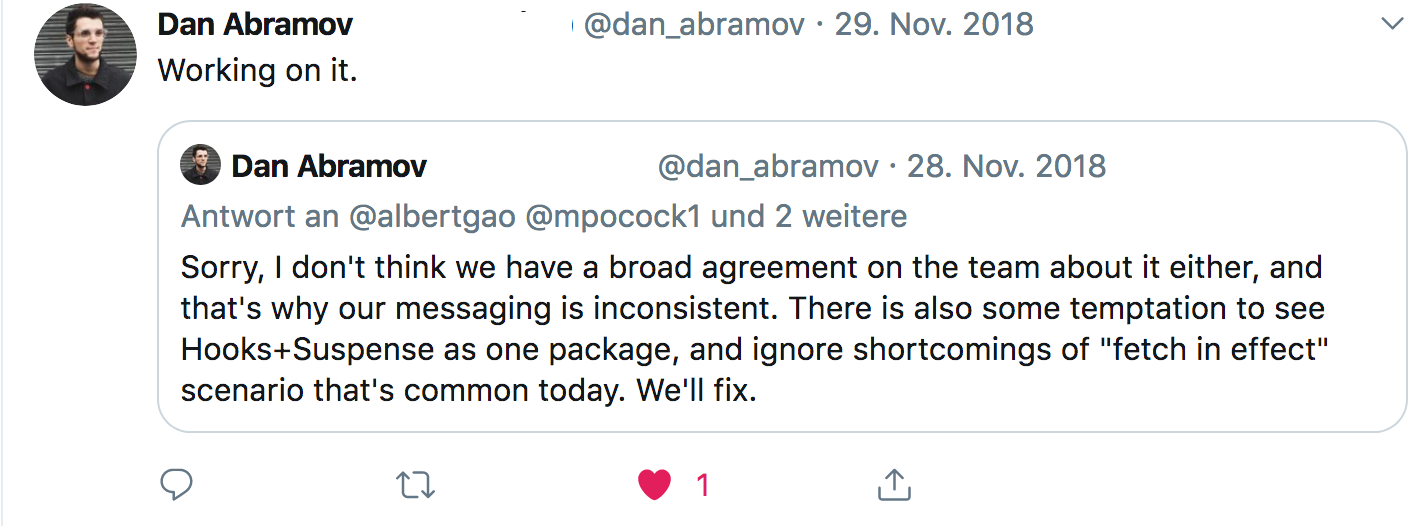 Dan Abramov @dan_abramov · 29. Nov. 2018
Working on it.
Dan Abramov @dan_abramov · 28. Nov. 2018
Antwort an @albertgao @mpocock1 und 2 weitere
Sorry, I don't think we have a broad agreement on the team about it either, and
that's why our messaging is inconsistent. There is also some temptation to see
Hooks+Suspense as one package, and ignore shortcomings of "fetch in effect"
scenario that's common today. We'll fix.
1